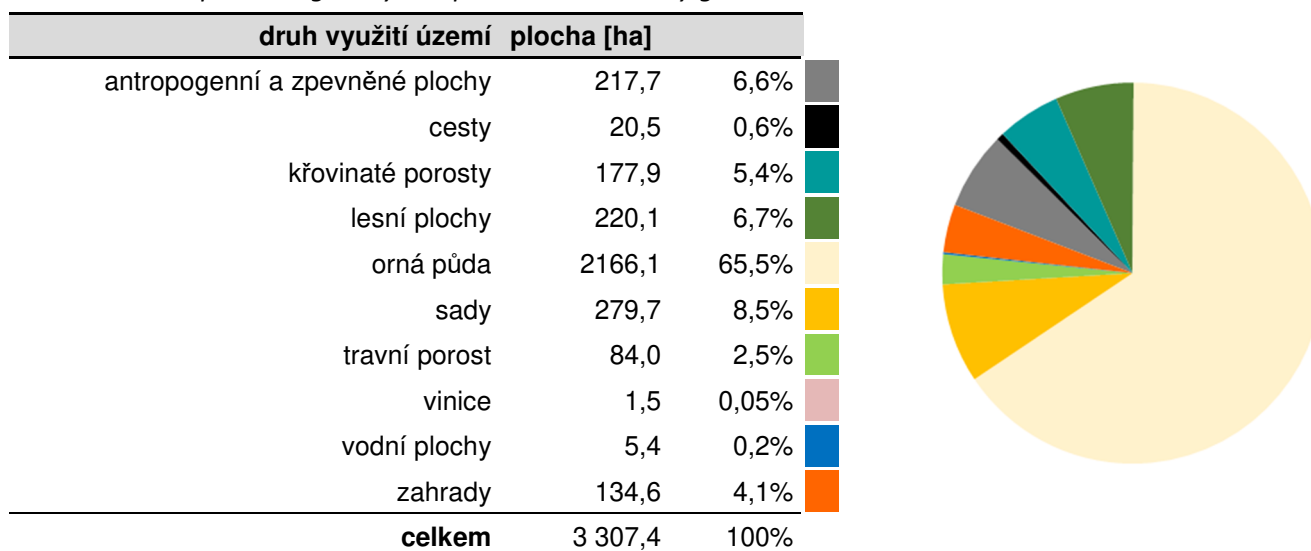 druh využití území plocha [ha]
antropogenní a zpevněné plochy 217,7 6,6%
cesty 20,5 0,6%
křovinaté porosty 177,9 5,4%
lesní plochy 220,1 6,7%
orná půda 2166,1 65,5%
sady 279,7 8,5%
travní porost 84,0 2,5%
vinice 1,5 0,05%
vodní plochy 5,4 0,2%
zahrady 134,6 4,1%
celkem 3 307,4 100%